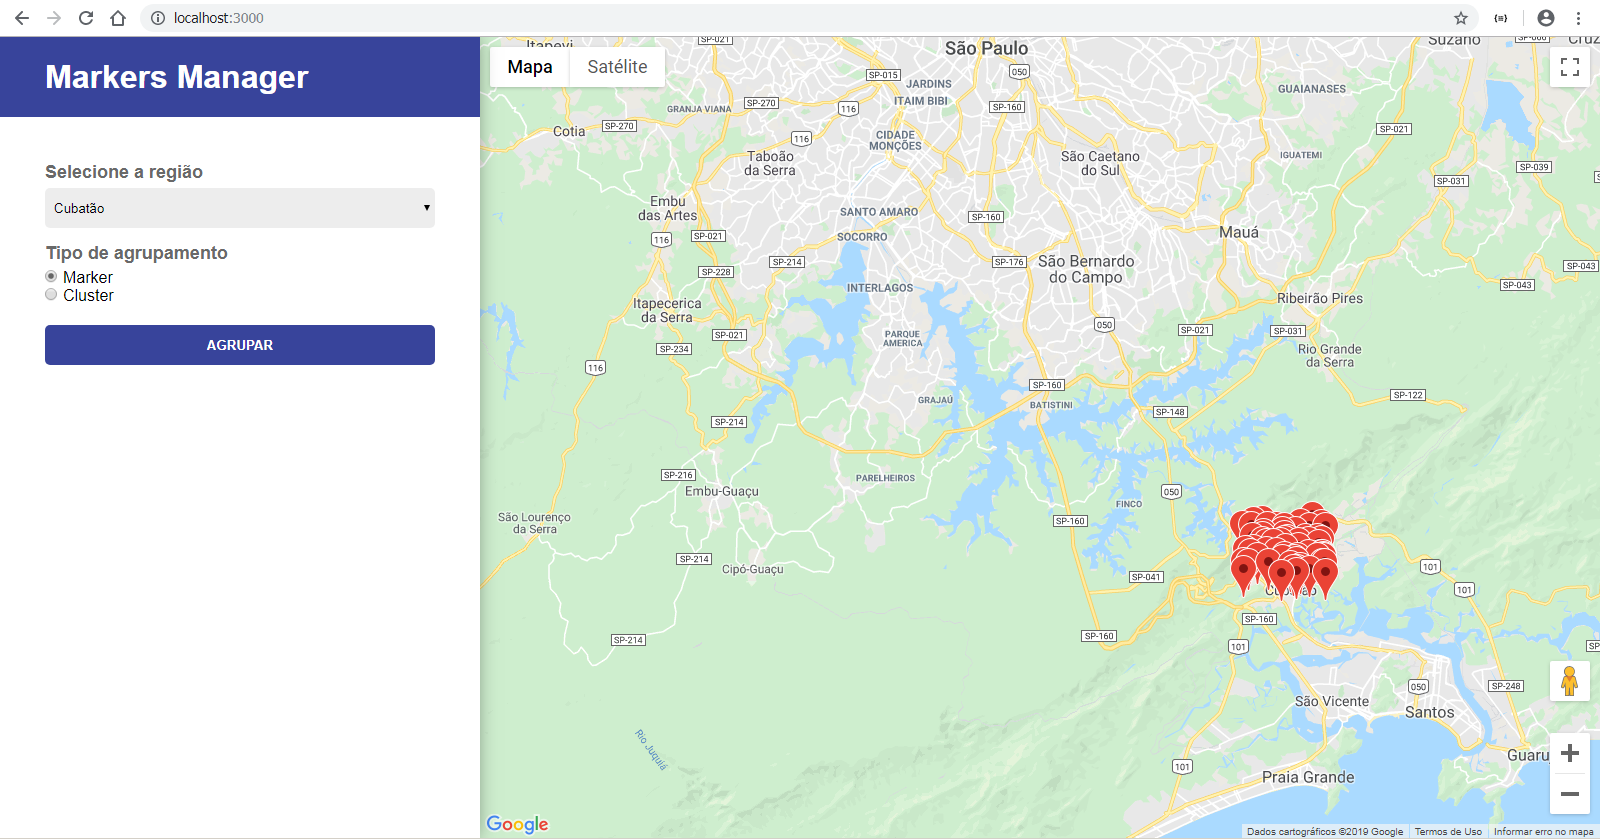 localhost:3000
Markers Manager
Selecione a região
Cubatão
Tipo de agrupamento
Marker
Cluster
AGRUPAR
Mapa
Satélite
Itapevi
SP-021
São Paulo
Suzano
SP-015
050
JARDINS
ITAIM BIBI
GUAIANASES
GRANJA VIANA
SP-270
116
SP-160
Cotia
SP-270
116
CIDADE
MONÇÕES
SP-021
Taboão
da Serra
São Caetano
do Sul
IGUATEMI
SP-039
SP-031
Embu
das Artes
SANTO AMARO
SP-160
116
SP-021
SOCORRO
Mauá
SP-214
SP-176
São Bernardo
do Campo
SP-043
SP-228
INTERLAGOS
SP-043
Itapecerica
da Serra
Ribeirão Pires
SP-021
PARQUE
AMERICA
050
SP-021
SP-031
SP-234
Rio Grande
da Serra
116
SP-160
GRAJAÚ
BATISTINI
SP-148
SP-122
SP-214
SP-216
PARELHEIROS
Embu-Guaçu
FINCO
050
São Lourenço
da Serra
SP-160
SP-214
Cipó-Guaçu
SP-041
101
101
SP-160
SP-214
SP-160
101
050
SP-248
São Vicente
Santos
Rio Juquiá
Guaruj
101
Praia Grande
Google
Dados cartográficos ©2019 Google
Termos de Uso
Informar erro no mapa